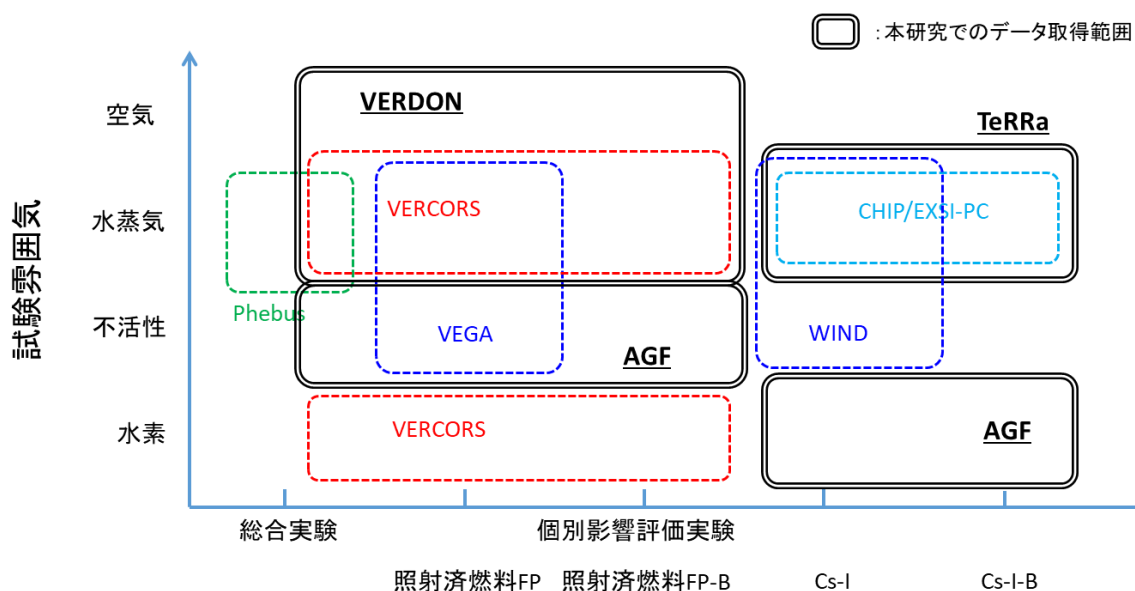 ：本研究でのデータ取得範囲
試験雰囲気
空気
VERDON
TeRRa
水蒸気
VERCORS
CHIP/EXSI-PC
Phebus
不活性
VEGA
AGF
WIND
水素
VERCORS
AGF
総合実験
個別影響評価実験
照射済燃料FP
照射済燃料FP-B
Cs-I
Cs-I-B